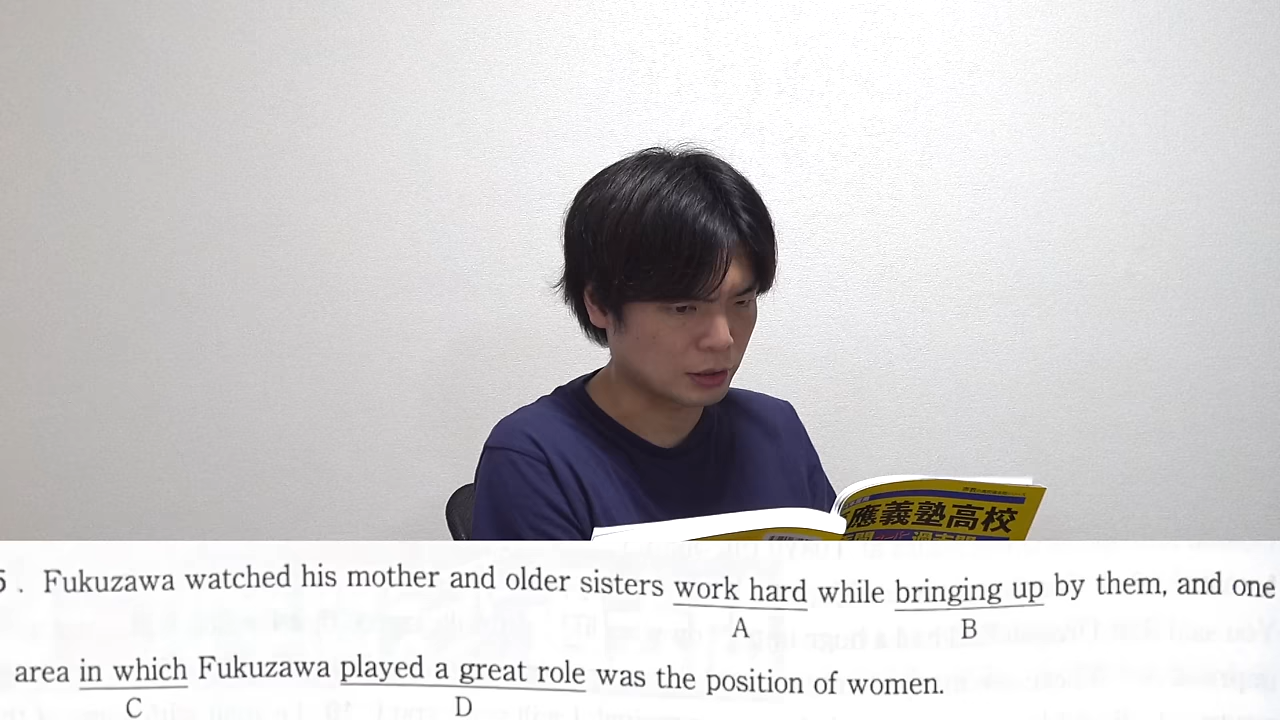 應義塾高校
5. Fukuzawa watched his mother and older sisters work hard while bringing up by them, and one
A
B
area in which Fukuzawa played a great role was the position of women.
C
D